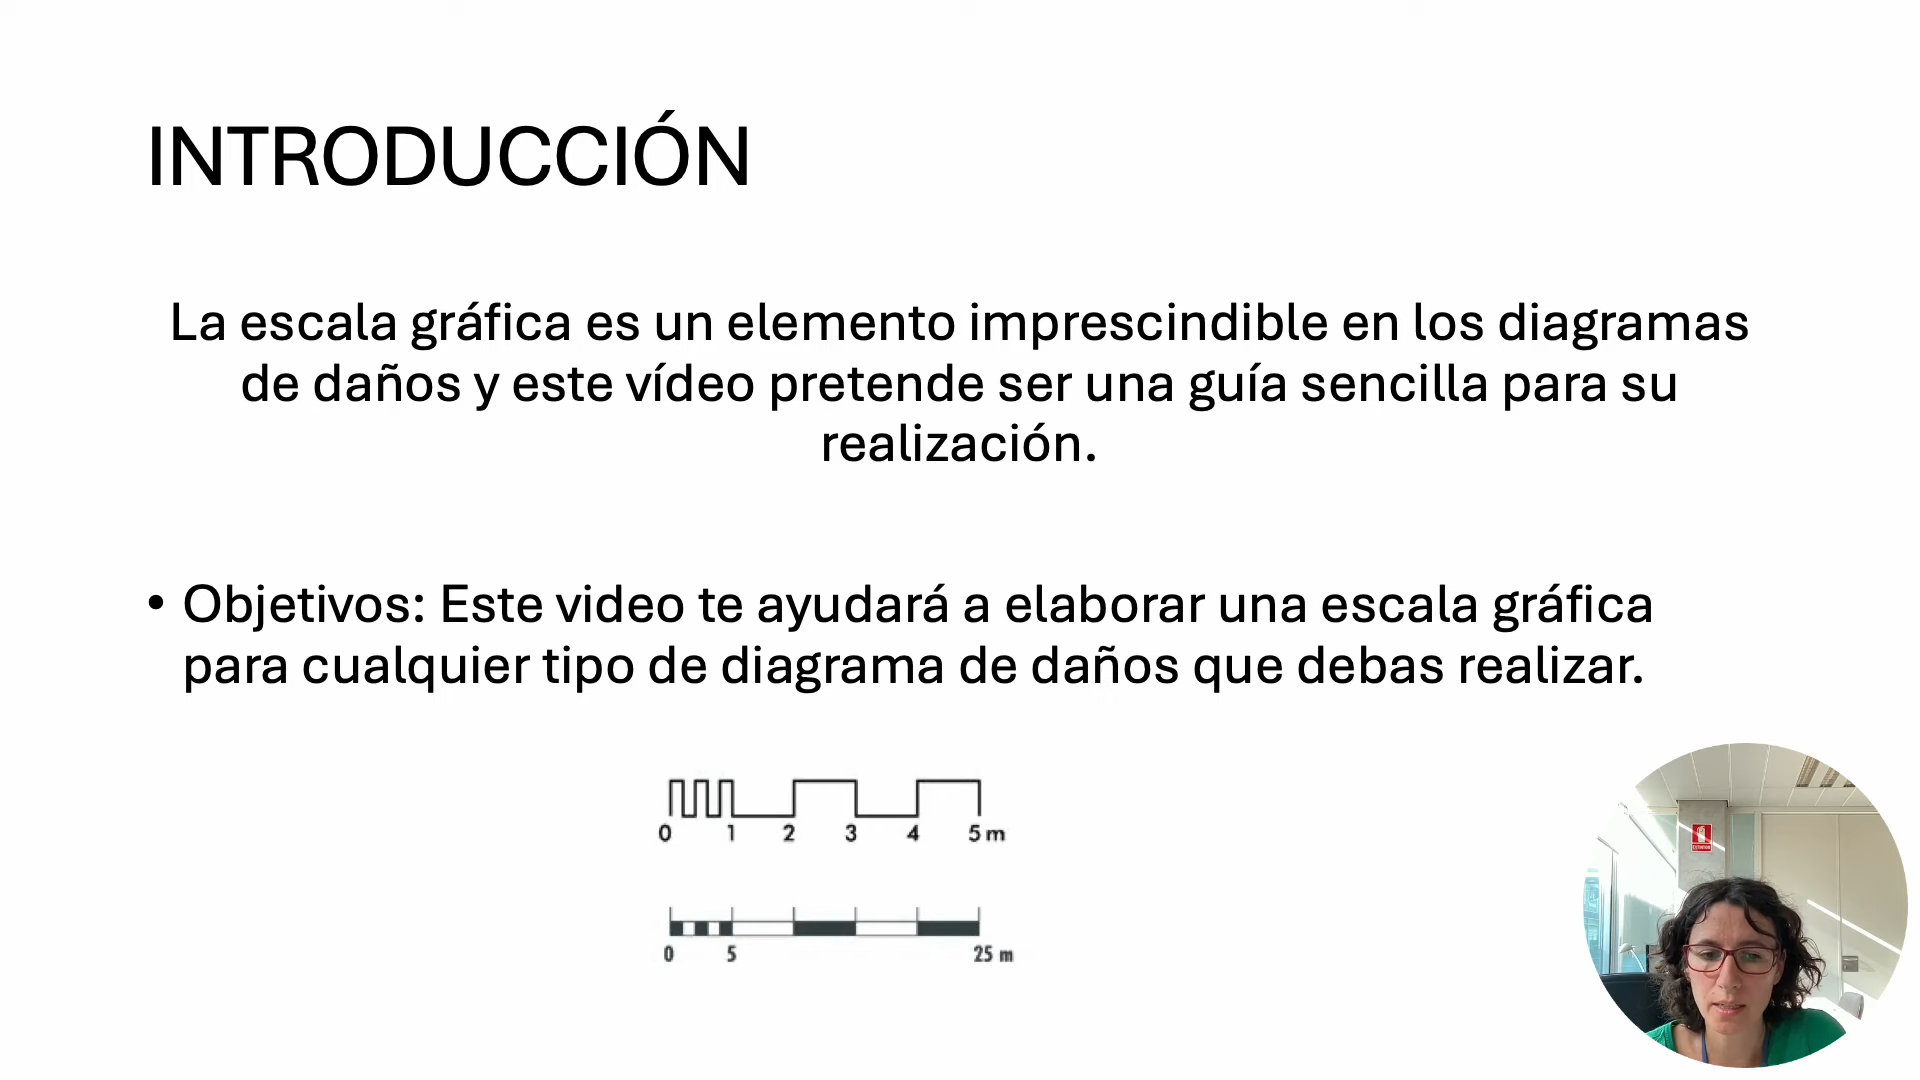 INTRODUCCIÓN
La escala gráfica es un elemento imprescindible en los diagramas
de daños y este vídeo pretende ser una guía sencilla para su
realización.
• Objetivos: Este video te ayudará a elaborar una escala gráfica
para cualquier tipo de diagrama de daños que debas realizar.
0 1 2 3 4 5 m
0 5 25 m